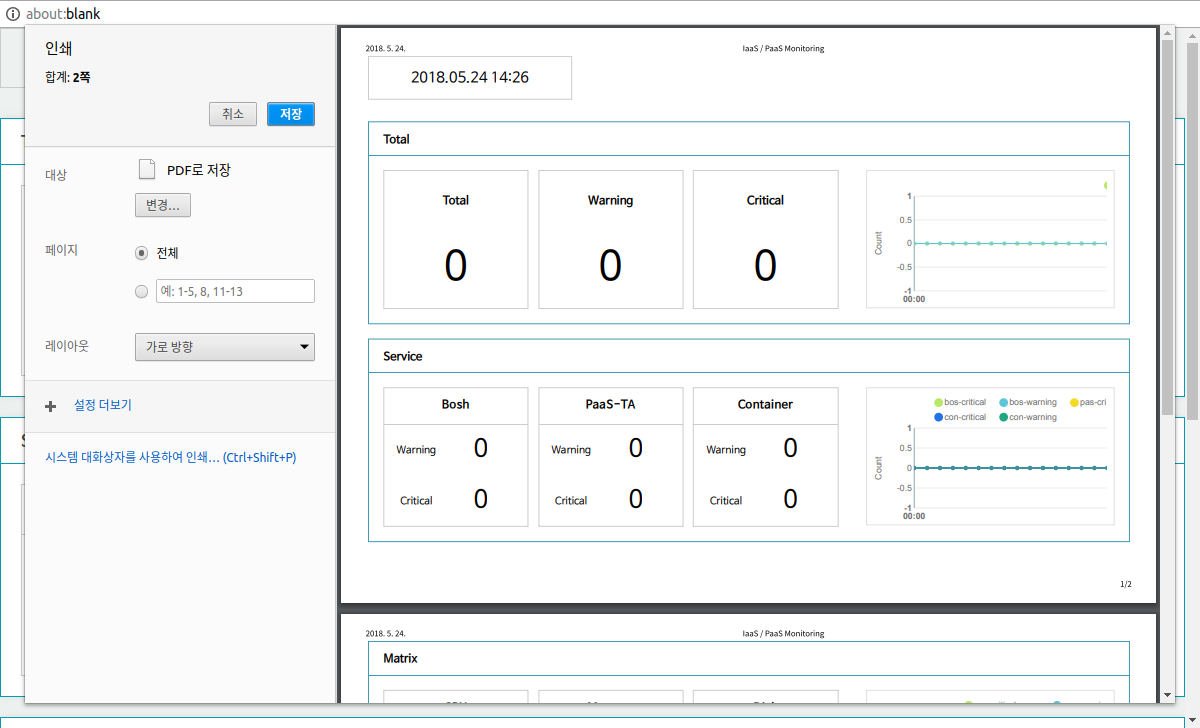 about:blank
인쇄
합계: 2쪽
취소
저장
대상
PDF로 저장
변경...
페이지
전체
예: 1-5, 8, 11-13
레이아웃
가로 방향
설정 더보기
시스템 대화상자를 사용하여 인쇄... (Ctrl+Shift+P)
2018. 5. 24.
IaaS / PaaS Monitoring
2018.05.24 14:26
Total
Total
Warning
Critical
0
0
0
Count
1
0.5
0
-0.5
-1
00:00
Service
Bosh
PaaS-TA
Container
Warning 0
Warning 0
Warning 0
Critical 0
Critical 0
Critical 0
bos-critical
bos-warning
pas-cri
con-critical
con-warning
Count
1
0.5
0
-0.5
-1
00:00
1/2
2018. 5. 24.
IaaS / PaaS Monitoring
Matrix